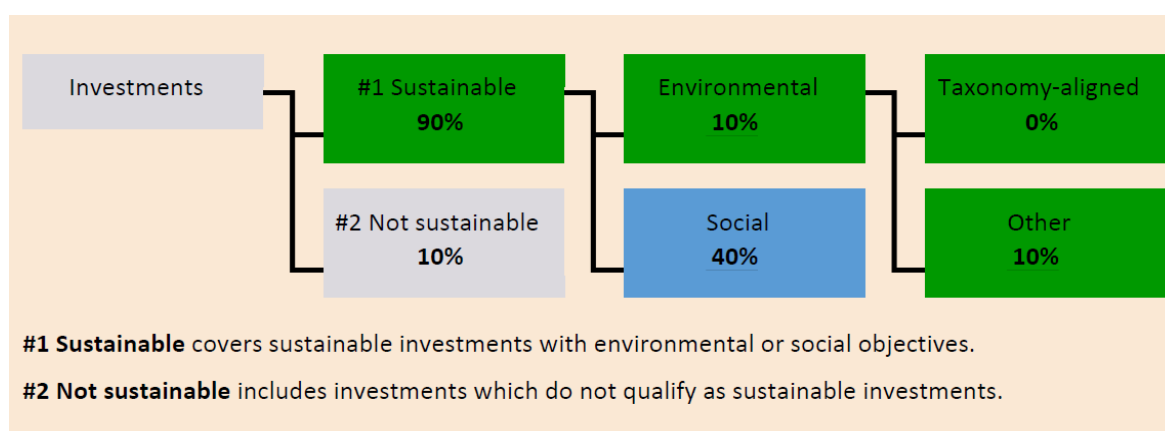 Investments
#1 Sustainable
90%
Environmental
10%
Taxonomy-aligned
0%
#2 Not sustainable
10%
Social
40%
Other
10%
#1 Sustainable covers sustainable investments with environmental or social objectives.
#2 Not sustainable includes investments which do not qualify as sustainable investments.